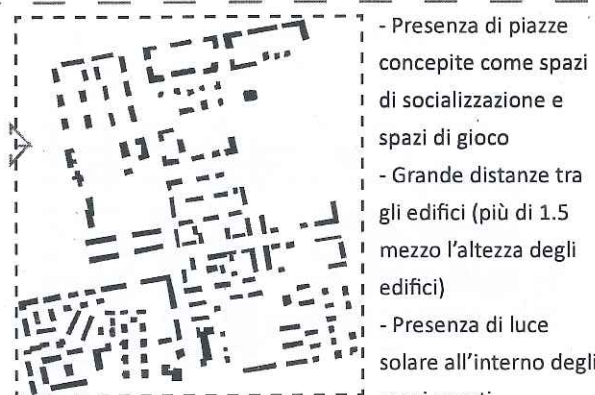 - Presenza di piazze
concepite come spazi
di socializzazione e
spazi di gioco
- Grande distanze tra
gli edifici (più di 1.5
mezzo l'altezza degli
edifici)
- Presenza di luce
solare all'interno degli